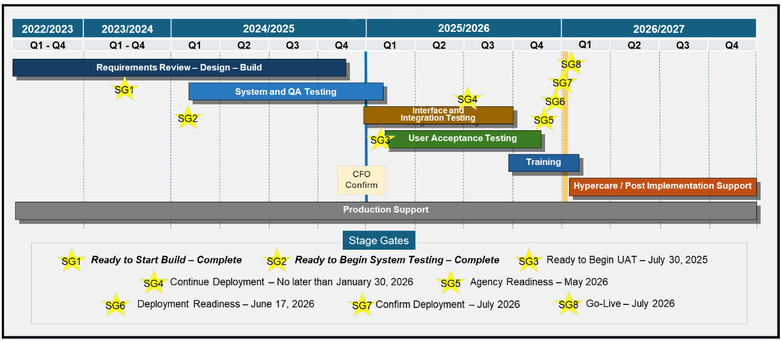 2022/2023 2023/2024 2024/2025 2025/2026 2026/2027
Q1 - Q4 Q1 - Q4 Q1 Q2 Q3 Q4 Q1 Q2 Q3 Q4 Q1 Q2 Q3 Q4
SG8
Requirements Review – Design – Build
SG7
SG1
System and QA Testing
SG4
SG6
Interface and
Integration Testing
SG2
SG5
SG3
User Acceptance Testing
Training
CFO
Confirm
Hypercare / Post Implementation Support
Production Support
Stage Gates
SG1 Ready to Start Build – Complete SG2 Ready to Begin System Testing – Complete SG3 Ready to Begin UAT – July 30, 2025
SG4 Continue Deployment – No later than January 30, 2026 SG5 Agency Readiness – May 2026
SG6 Deployment Readiness – June 17, 2026 SG7 Confirm Deployment – July 2026 SG8 Go-Live – July 2026